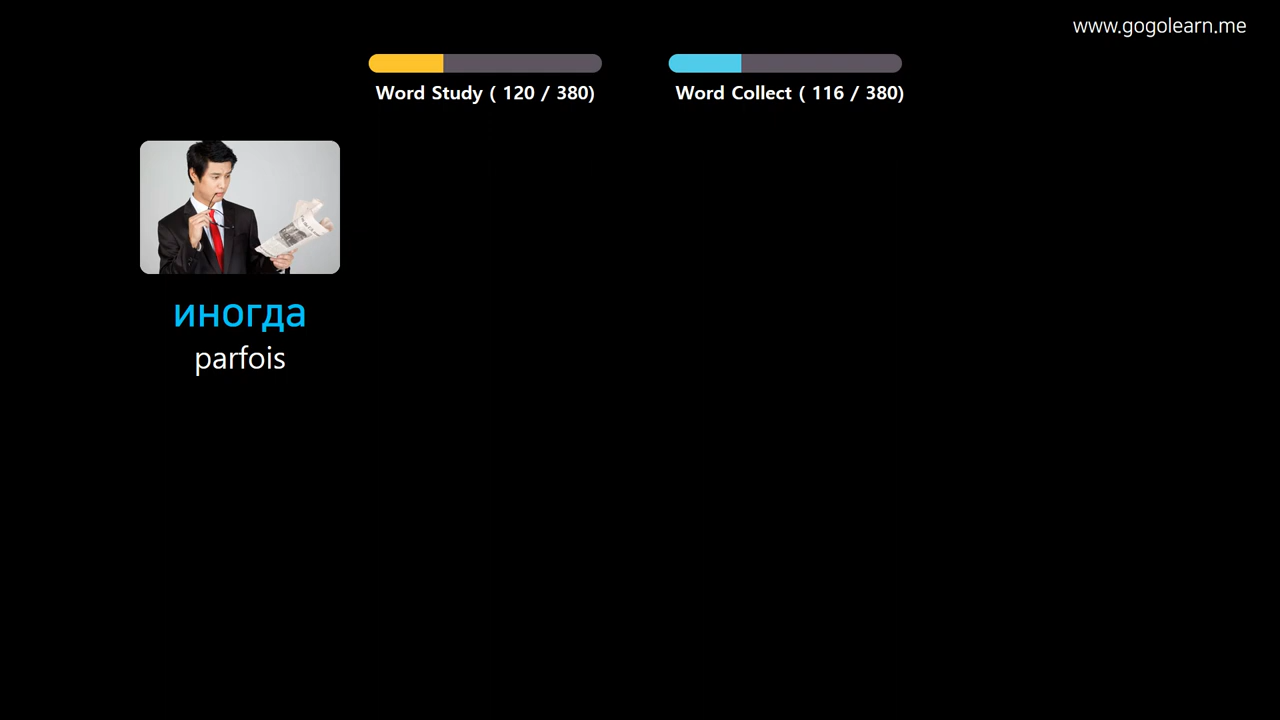 www.gogolearn.me
Word Study ( 120 / 380)
Word Collect ( 116 / 380)
иногда
parfois